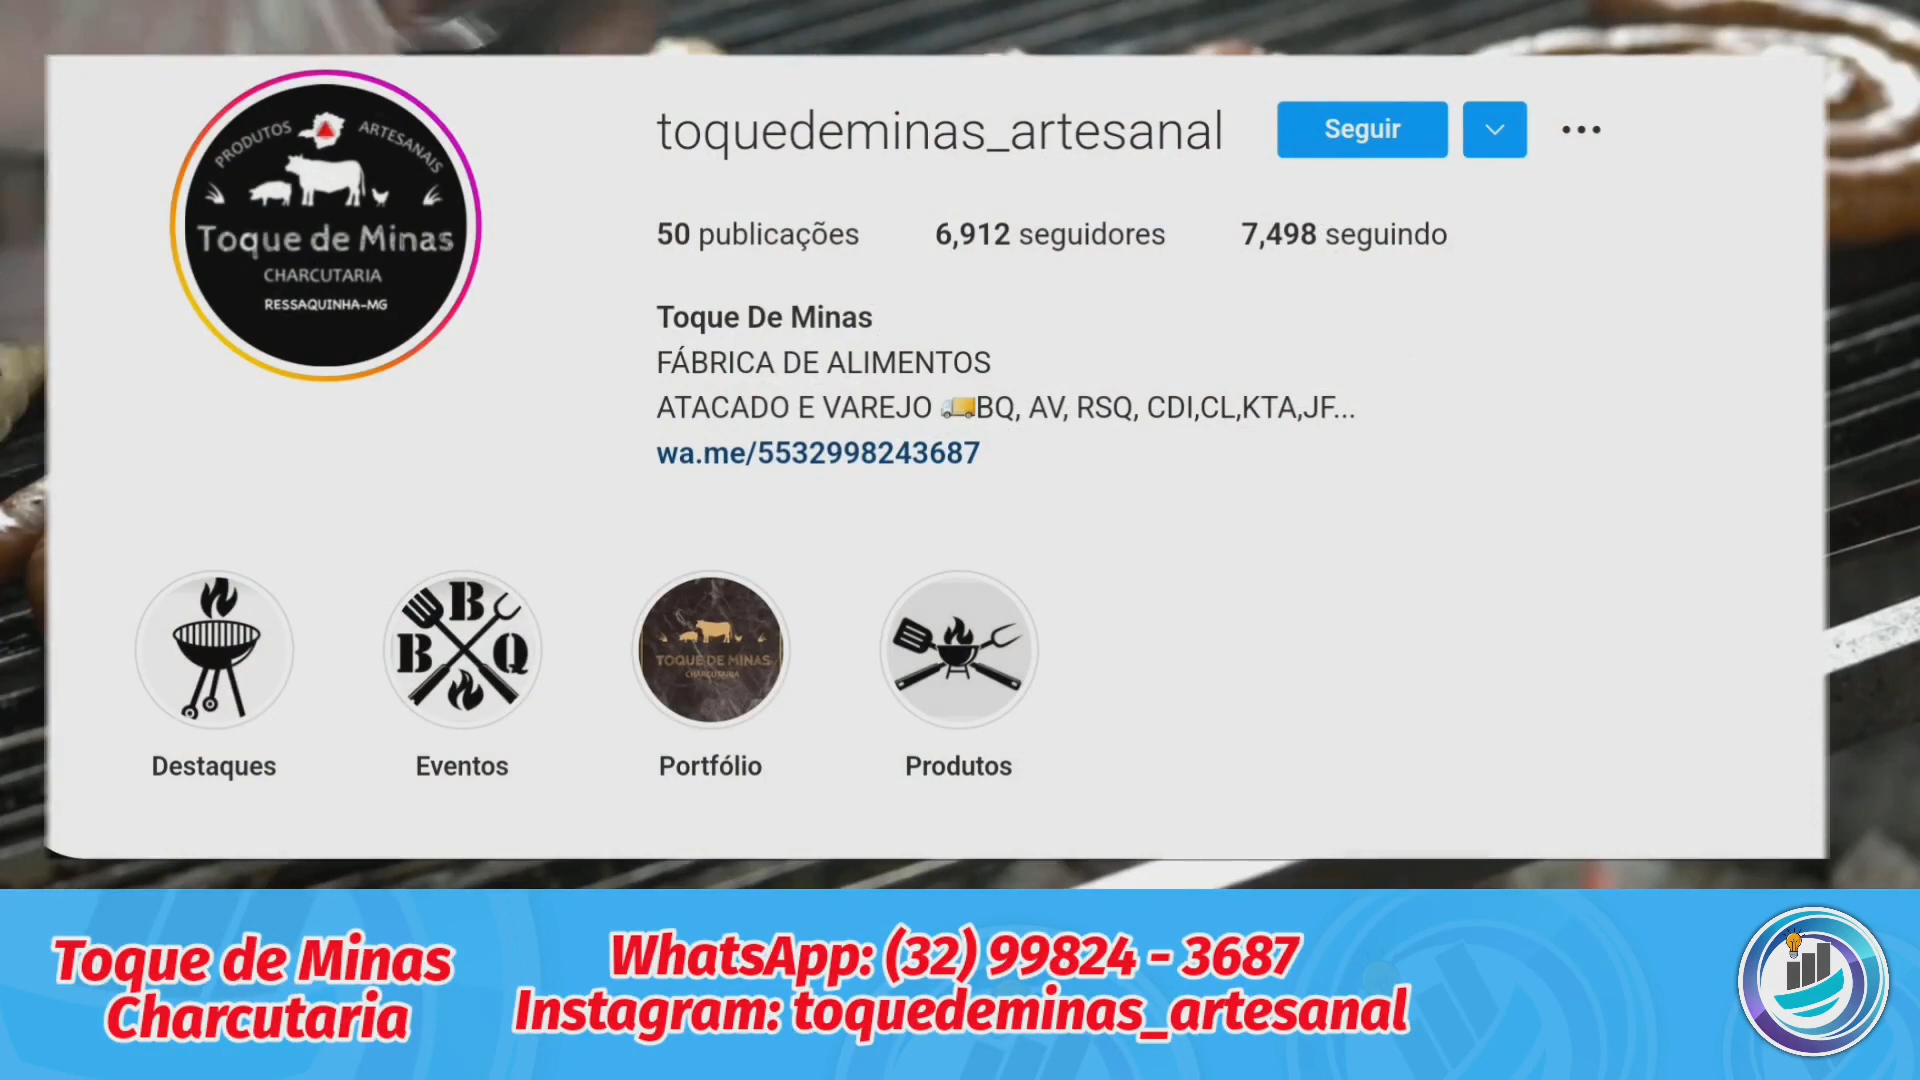 PRODUTOS ARTESANAIS
Toque de Minas
CHARCUTARIA
RESSAQUINHA-MG
toquedeminas_artesanal
Seguir
50 publicações 6,912 seguidores 7,498 seguindo
Toque De Minas
FÁBRICA DE ALIMENTOS
ATACADO E VAREJO 🚚BQ, AV, RSQ, CDI,CL,KTA,JF...
wa.me/5532998243687
B
B Q
TOQUE DE MINAS
CHARCUTARIA
Destaques Eventos Portfólio Produtos
Toque de Minas
Charcutaria
WhatsApp: (32) 99824 - 3687
Instagram: toquedeminas_artesanal